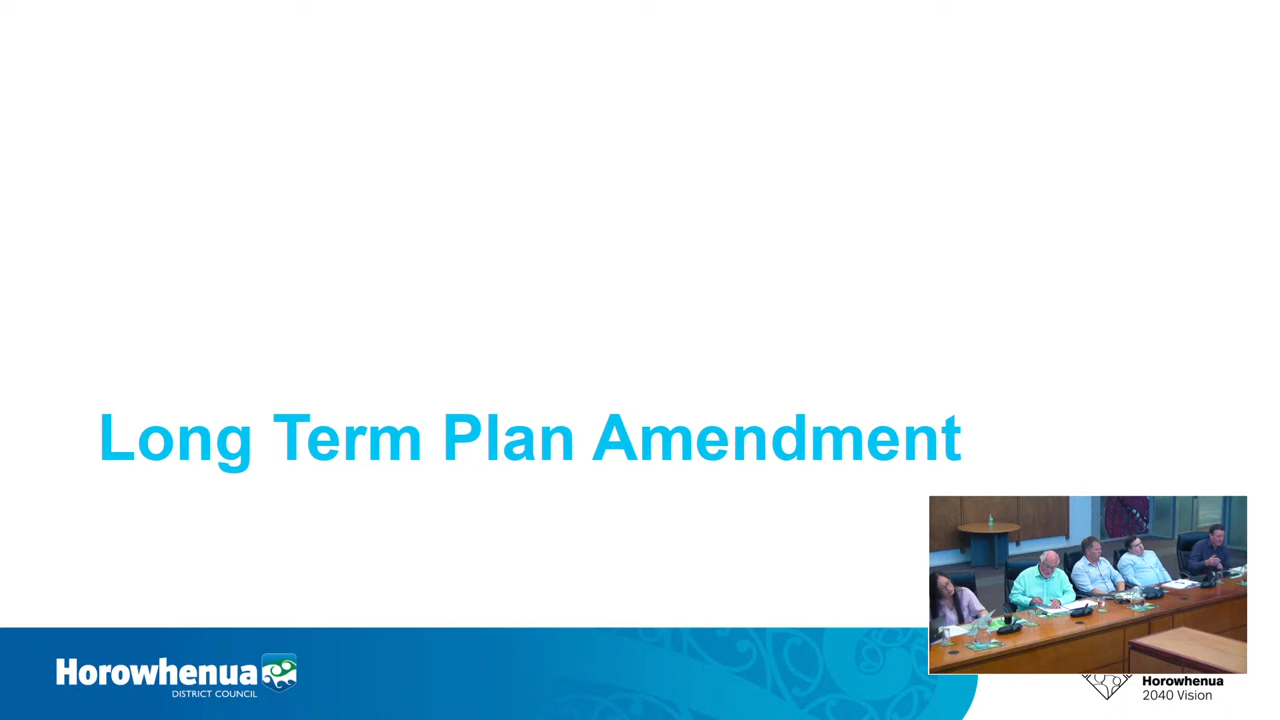 Long Term Plan Amendment
Horowhenua
DISTRICT COUNCIL
Horowhenua
2040 Vision